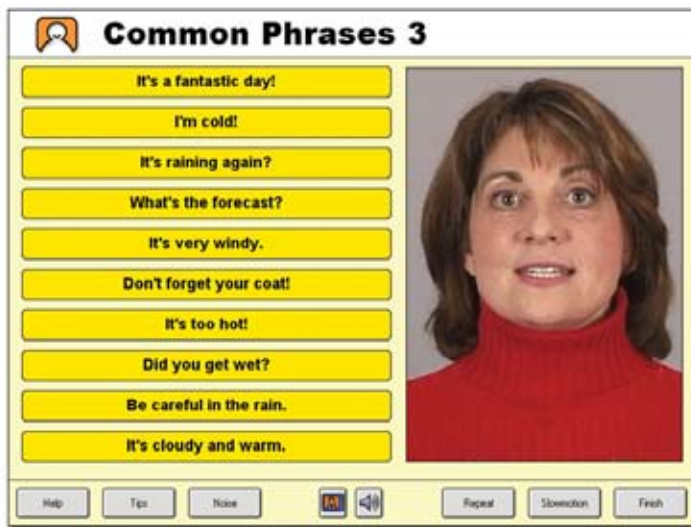 Common Phrases 3
It's a fantastic day!
I'm cold!
It's raining again?
What's the forecast?
It's very windy.
Don't forget your coat!
It's too hot!
Did you get wet?
Be careful in the rain.
It's cloudy and warm.
Help Tips Noise Repeat Slowmotion Finish